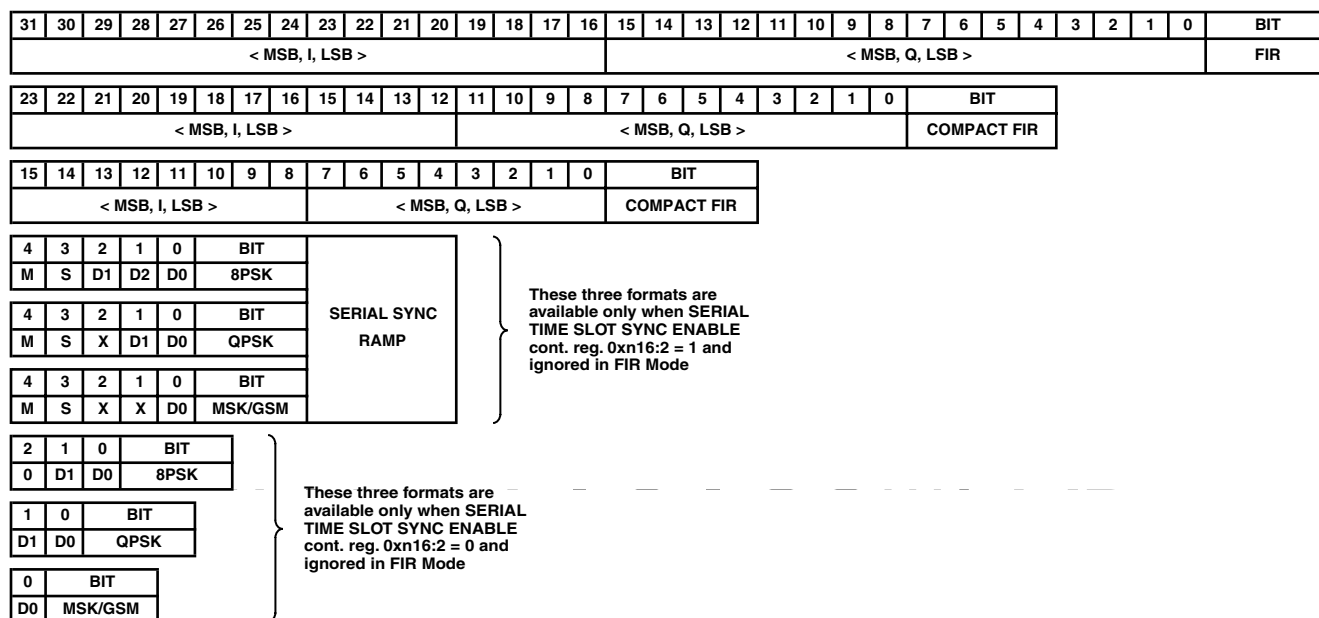 31 30 29 28 27 26 25 24 23 22 21 20 19 18 17 16 15 14 13 12 11 10 9 8 7 6 5 4 3 2 1 0 BIT
< MSB, I, LSB > < MSB, Q, LSB > FIR
23 22 21 20 19 18 17 16 15 14 13 12 11 10 9 8 7 6 5 4 3 2 1 0 BIT
< MSB, I, LSB > < MSB, Q, LSB > COMPACT FIR
15 14 13 12 11 10 9 8 7 6 5 4 3 2 1 0 BIT
< MSB, I, LSB > < MSB, Q, LSB > COMPACT FIR
4 3 2 1 0 BIT
M S D1 D2 D0 8PSK
4 3 2 1 0 BIT
M S X D1 D0 QPSK
4 3 2 1 0 BIT
M S X X D0 MSK/GSM
SERIAL SYNC
RAMP
These three formats are
available only when SERIAL
TIME SLOT SYNC ENABLE
cont. reg. 0xn16:2 = 1 and
ignored in FIR Mode
2 1 0 BIT
0 D1 D0 8PSK
1 0 BIT
D1 D0 QPSK
0 BIT
D0 MSK/GSM
These three formats are
available only when SERIAL
TIME SLOT SYNC ENABLE
cont. reg. 0xn16:2 = 0 and
ignored in FIR Mode